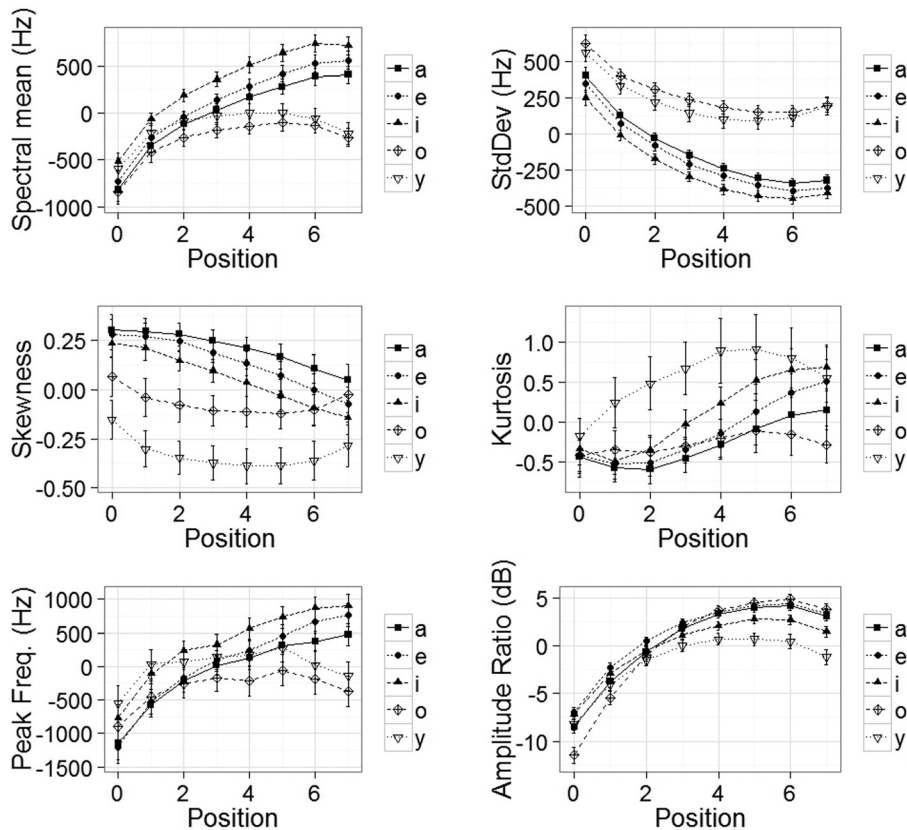 Spectral mean (Hz)
500
0
-500
-1000
0 2 4 6
Position
a
e
i
o
y
StdDev (Hz)
500
250
0
-250
-500
0 2 4 6
Position
a
e
i
o
y
Skewness
0.25
0.00
-0.25
-0.50
0 2 4 6
Position
a
e
i
o
y
Kurtosis
1.0
0.5
0.0
-0.5
0 2 4 6
Position
a
e
i
o
y
Peak Freq. (Hz)
1000
500
0
-500
-1000
-1500
0 2 4 6
Position
a
e
i
o
y
Amplitude Ratio (dB)
5
0
-5
-10
0 2 4 6
Position
a
e
i
o
y